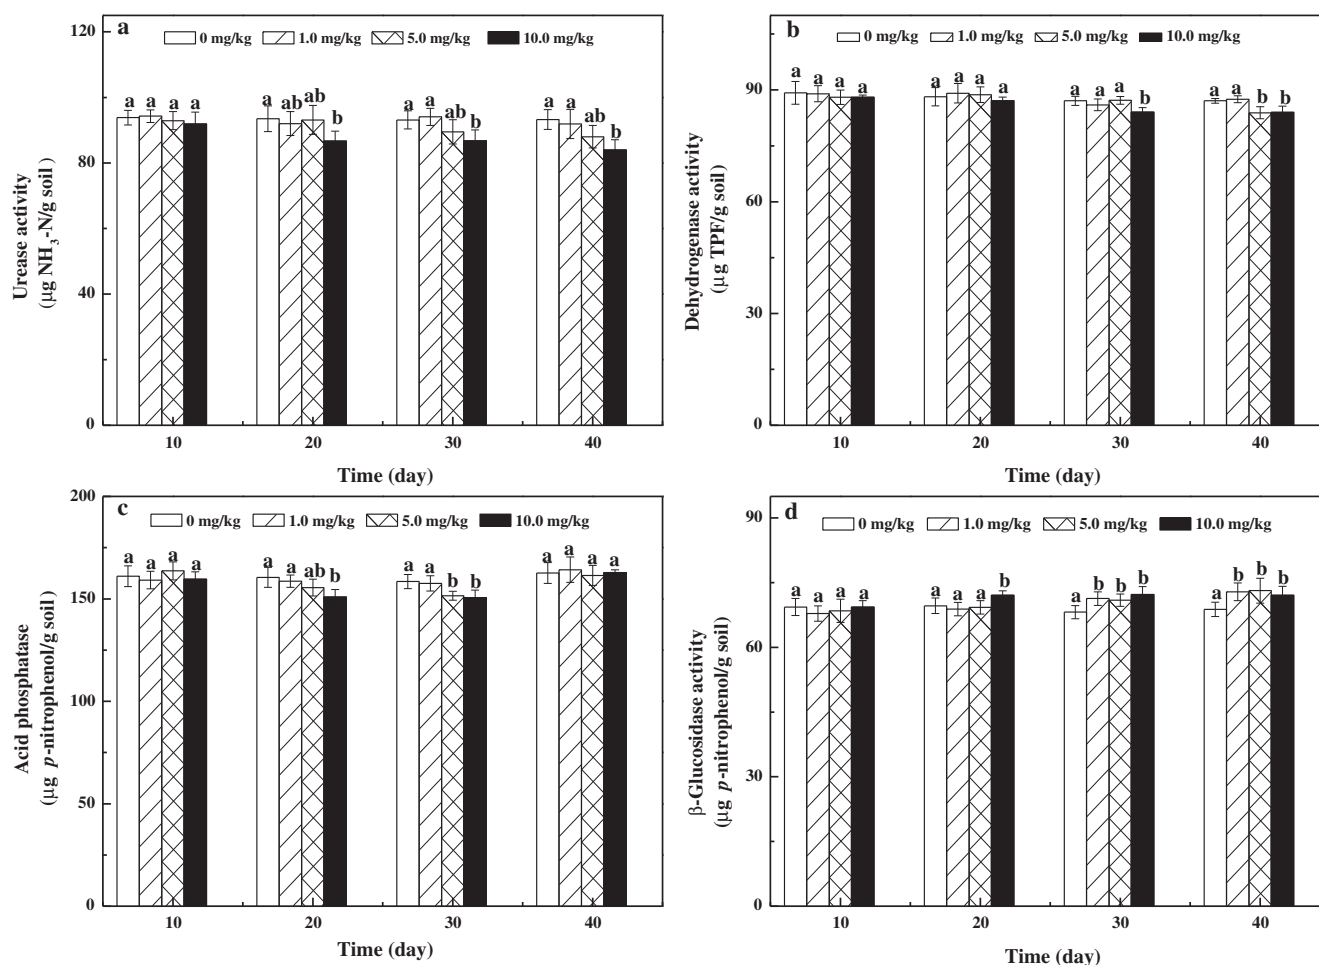 a
0 mg/kg 1.0 mg/kg 5.0 mg/kg 10.0 mg/kg
120
80
40
0
a a a a
a ab ab b
a a ab b
a a ab b
10 20 30 40
Time (day)
Urease activity
(μg NH3-N/g soil)
b
0 mg/kg 1.0 mg/kg 5.0 mg/kg 10.0 mg/kg
90
60
30
0
a a a a
a a a a
a a a b
a a b b
10 20 30 40
Time (day)
Dehydrogenase activity
(μg TPF/g soil)
c
0 mg/kg 1.0 mg/kg 5.0 mg/kg 10.0 mg/kg
200
150
100
50
0
a a a a
a a ab b
a a b b
a a a a
10 20 30 40
Time (day)
Acid phosphatase
(μg p-nitrophenol/g soil)
d
0 mg/kg 1.0 mg/kg 5.0 mg/kg 10.0 mg/kg
90
60
30
0
a a a a
a a a b
a b b b
a b b b
10 20 30 40
Time (day)
β-Glucosidase activity
(μg p-nitrophenol/g soil)